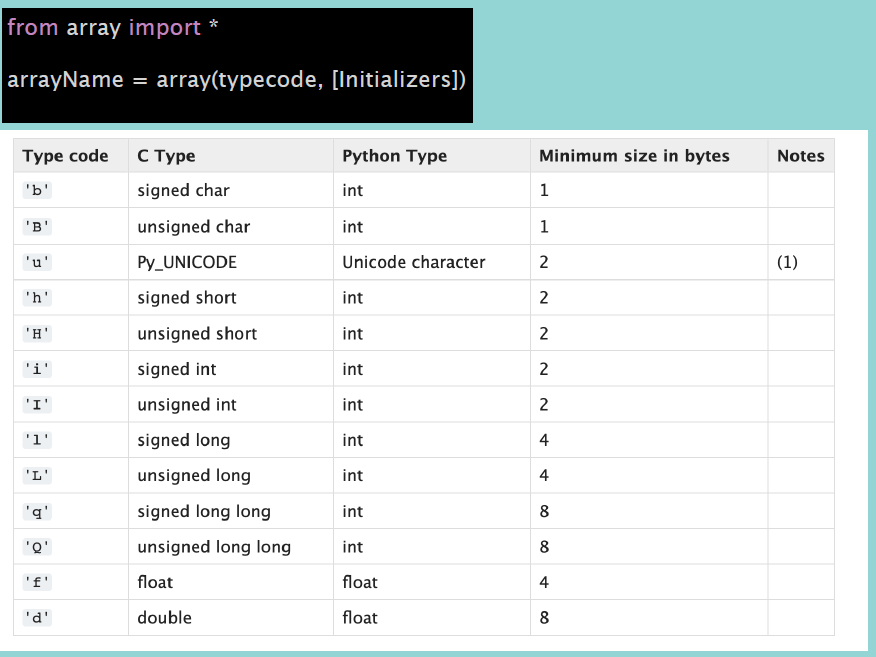 from array import *
arrayName = array(typecode, [Initializers])
Type code C Type Python Type Minimum size in bytes Notes
'b' signed char int 1
'B' unsigned char int 1
'u' Py_UNICODE Unicode character 2 (1)
'h' signed short int 2
'H' unsigned short int 2
'i' signed int int 2
'I' unsigned int int 2
'l' signed long int 4
'L' unsigned long int 4
'q' signed long long int 8
'Q' unsigned long long int 8
'f' float float 4
'd' double float 8